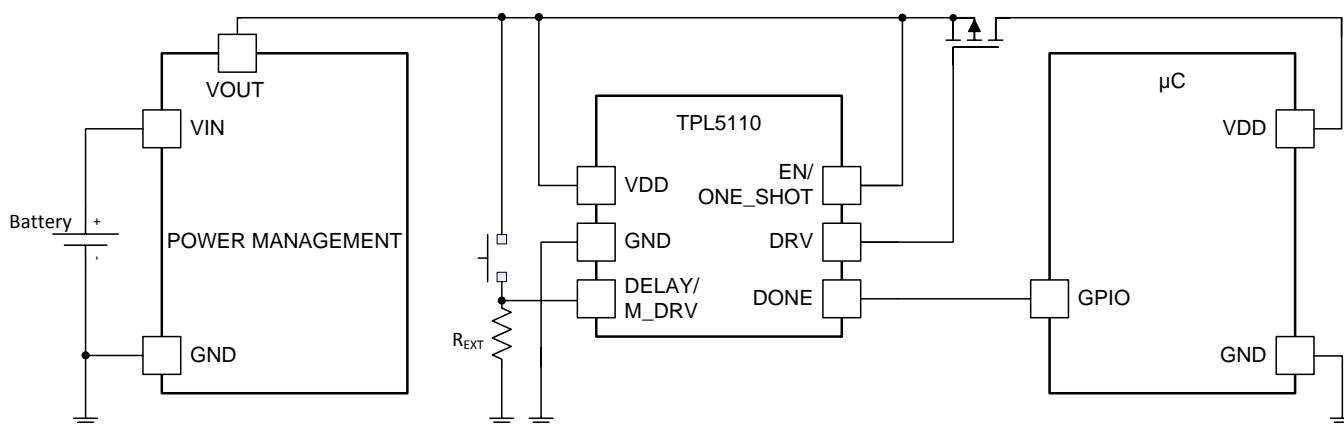 VOUT
VIN
Battery
+
-
POWER MANAGEMENT
GND
TPL5110
VDD
GND
DELAY/
M_DRV
EN/
ONE_SHOT
DRV
DONE
REXT
µC
VDD
GPIO
GND